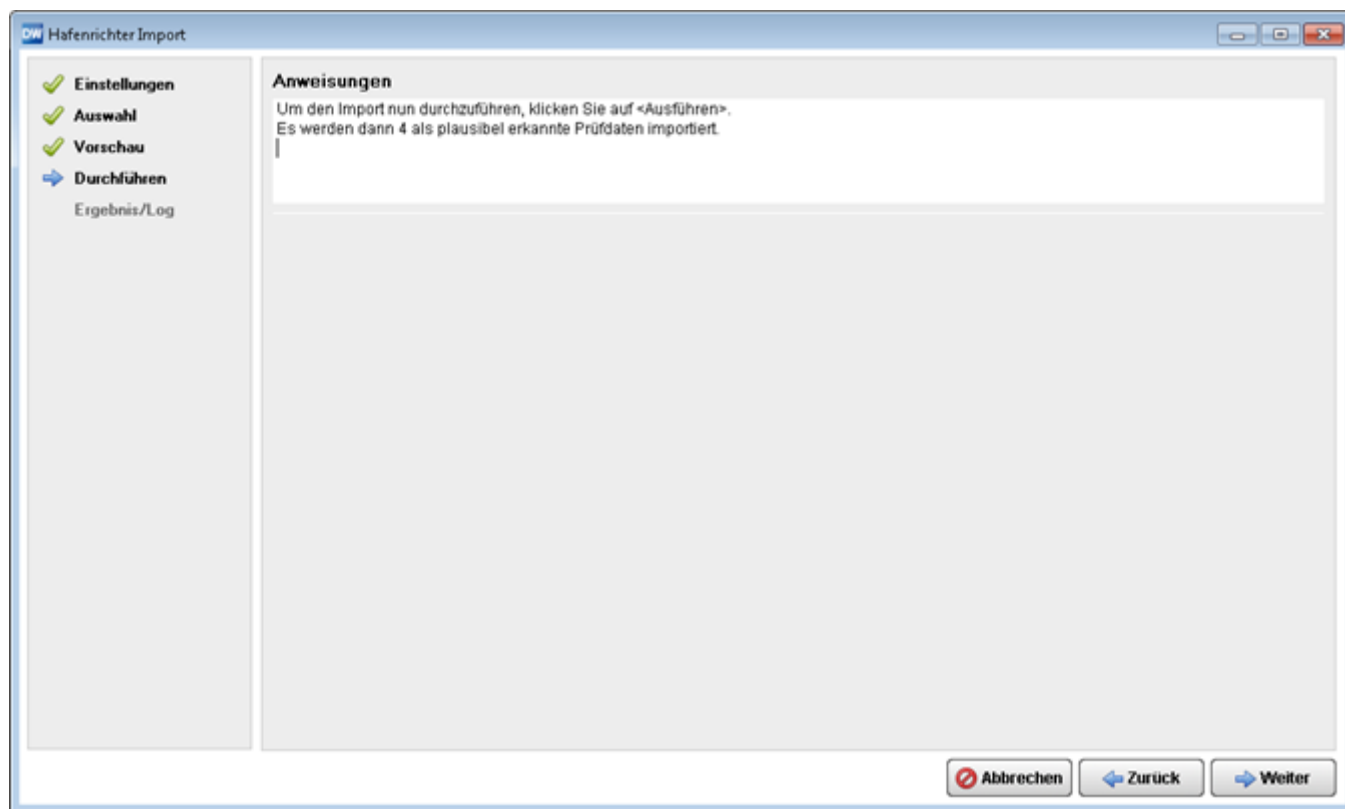 DW Hafenrichter Import
Einstellungen
Auswahl
Vorschau
Durchführen
Ergebnis/Log
Anweisungen
Um den Import nun durchzuführen, klicken Sie auf <Ausführen>.
Es werden dann 4 als plausibel erkannte Prüfdaten importiert.
Abbrechen Zurück Weiter